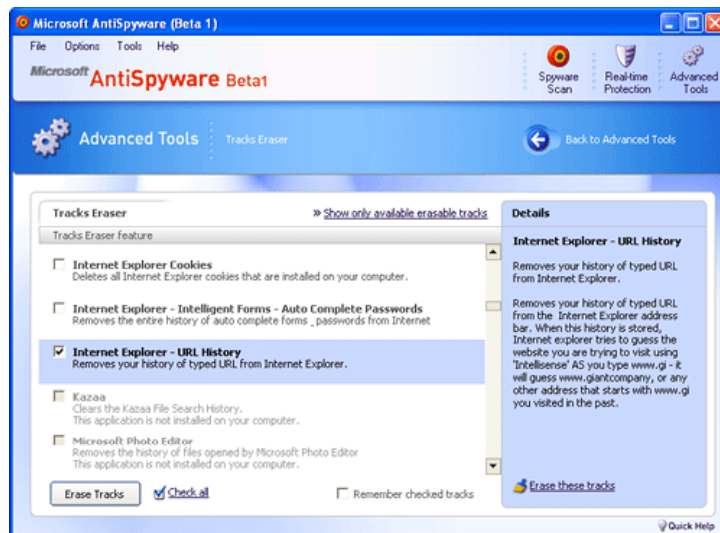 Microsoft AntiSpyware (Beta 1)
File Options Tools Help
Microsoft AntiSpyware Beta1
Spyware Scan
Real-time Protection
Advanced Tools
Advanced Tools
Tracks Eraser
Back to Advanced Tools
Tracks Eraser
» Show only available erasable tracks
Tracks Eraser feature
Internet Explorer Cookies
Deletes all Internet Explorer cookies that are installed on your computer.
Internet Explorer - Intelligent Forms - Auto Complete Passwords
Removes the entire history of auto complete forms _ passwords from Internet
Internet Explorer - URL History
Removes your history of typed URL from Internet Explorer.
Kazaa
Clears the Kazaa File Search History.
This application is not installed on your computer.
Microsoft Photo Editor
Removes the history of files opened by Microsoft Photo Editor
This application is not installed on your computer.
Erase Tracks
Check all
Remember checked tracks
Details
Internet Explorer - URL History
Removes your history of typed URL
from Internet Explorer.
Removes your history of typed URL
from the Internet Explorer address
bar. When this history is stored,
Internet explorer tries to guess the
website you are trying to visit using
'Intellisense' AS you type www.gi - it
will guess www.giantcompany, or any
other address that starts with www.gi
you visited in the past.
Erase these tracks
Quick Help